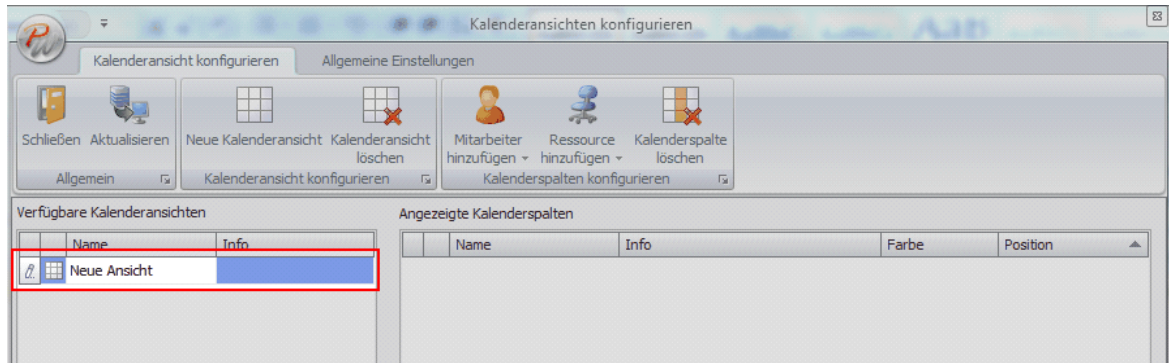 Kalenderansichten konfigurieren
Kalenderansicht konfigurieren Allgemeine Einstellungen
Schließen Aktualisieren Neue Kalenderansicht Kalenderansicht löschen Mitarbeiter hinzufügen Ressource hinzufügen Kalenderspalte löschen
Allgemein Kalenderansicht konfigurieren Kalenderspalten konfigurieren
Verfügbare Kalenderansichten Angezeigte Kalenderspalten
Name Info Name Info Farbe Position
Neue Ansicht